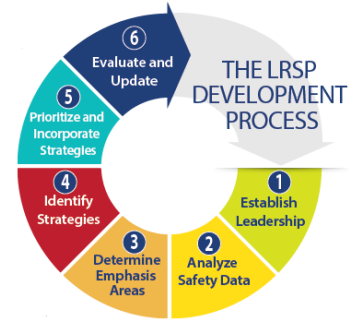 THE LRSP
DEVELOPMENT
PROCESS
1
Establish
Leadership
2
Analyze
Safety Data
3
Determine
Emphasis
Areas
4
Identify
Strategies
5
Prioritize and
Incorporate
Strategies
6
Evaluate and
Update